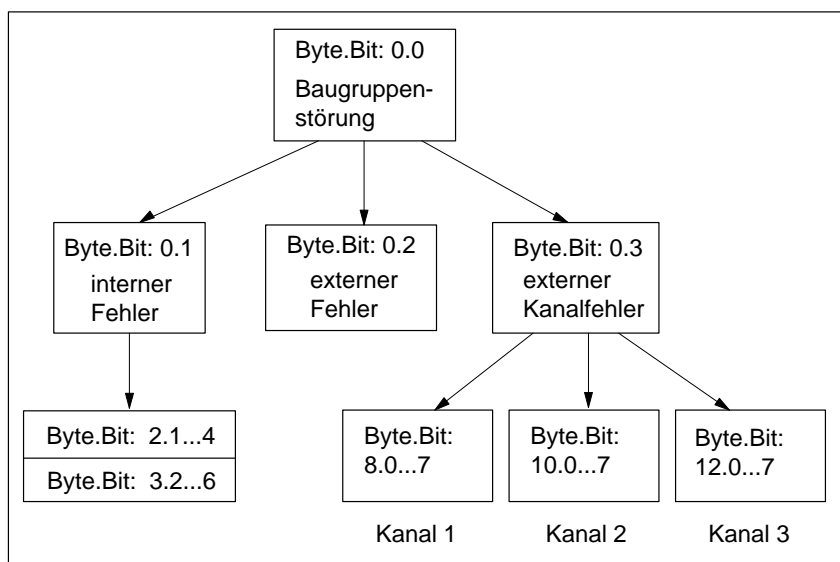 Byte.Bit: 0.0
Baugruppen-
störung
Byte.Bit: 0.1
interner
Fehler
Byte.Bit: 0.2
externer
Fehler
Byte.Bit: 0.3
externer
Kanalfehler
Byte.Bit: 2.1...4
Byte.Bit: 3.2...6
Byte.Bit:
8.0...7
Byte.Bit:
10.0...7
Byte.Bit:
12.0...7
Kanal 1
Kanal 2
Kanal 3